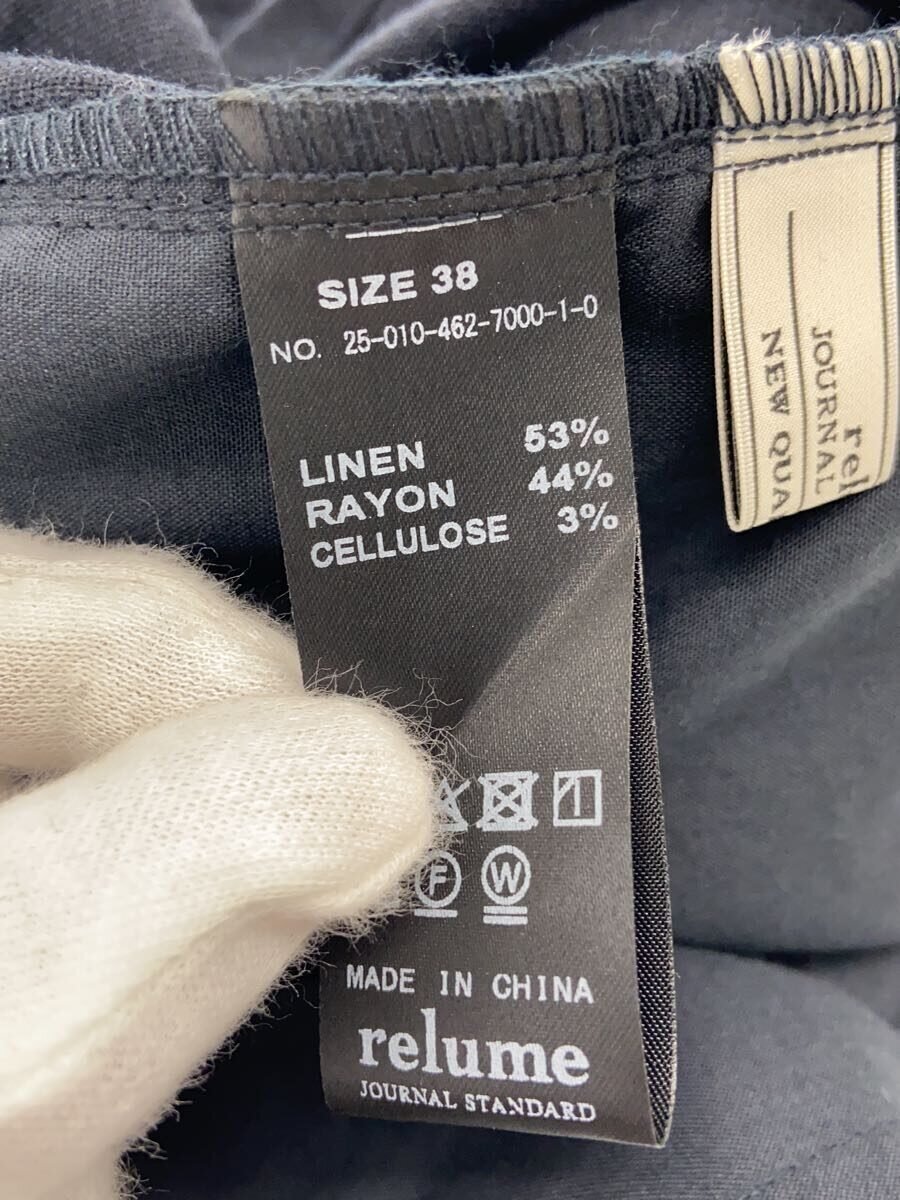 SIZE 38
NO. 25-010-462-7000-1-0
LINEN 53%
RAYON 44%
CELLULOSE 3%
F W
MADE IN CHINA
relume
JOURNAL STANDARD
rel
JOURNAL
NEW QUA